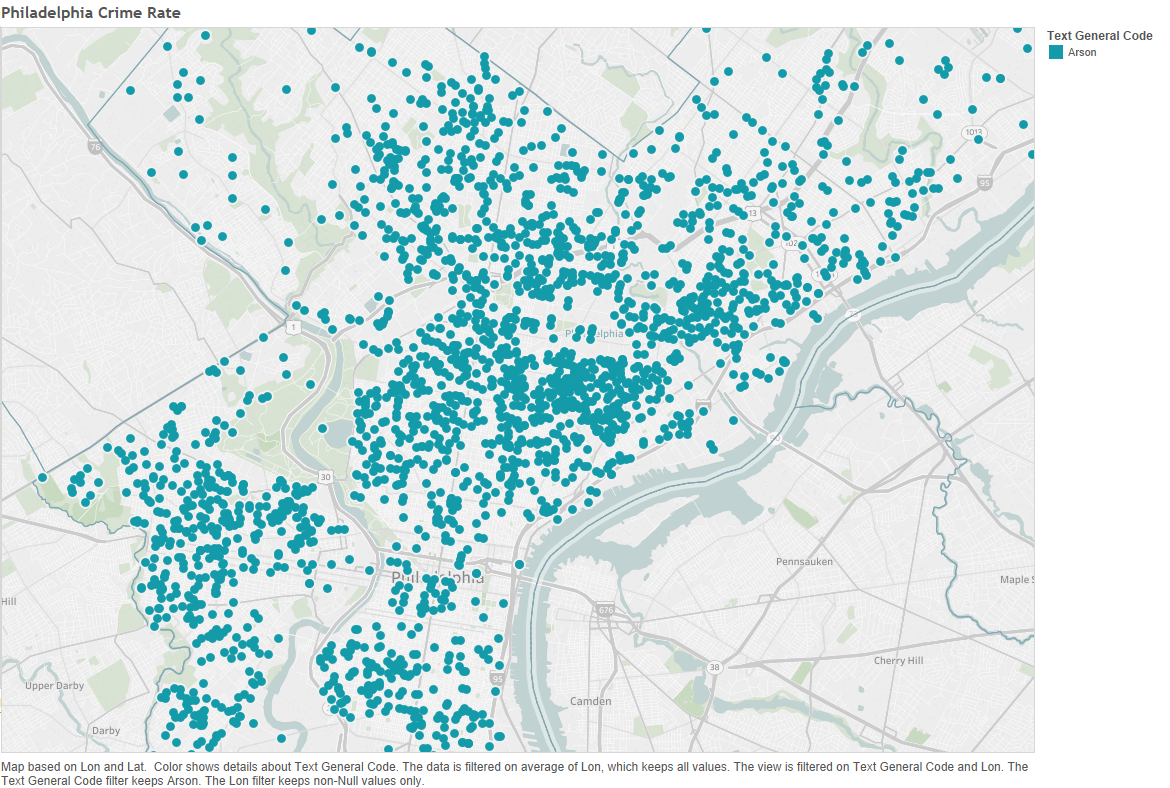 Philadelphia Crime Rate
Text General Code
Arson
76
1013
95
13
102
73
1
Philadelphia
90
30
Philadelphia
Pennsauken
Maple S
Hill
676
38
Cherry Hill
95
Upper Darby
Camden
Darby
Map based on Lon and Lat.  Color shows details about Text General Code. The data is filtered on average of Lon, which keeps all values. The view is filtered on Text General Code and Lon. The
Text General Code filter keeps Arson. The Lon filter keeps non-Null values only.